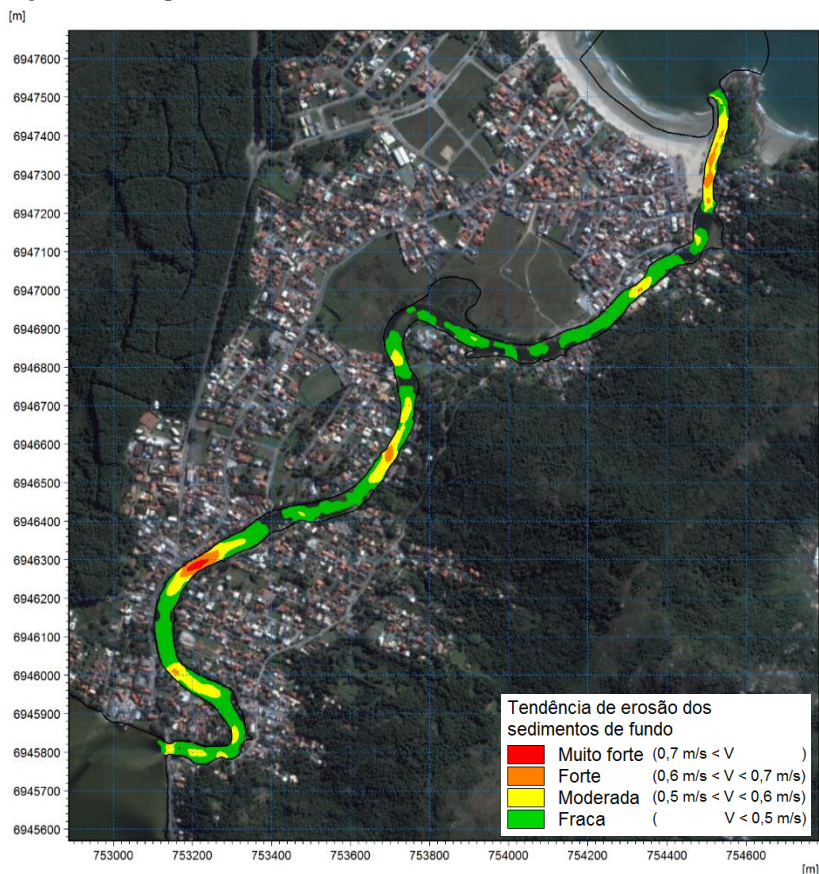 [m]
6947600
6947500
6947400
6947300
6947200
6947100
6947000
6946900
6946800
6946700
6946600
6946500
6946400
6946300
6946200
6946100
6946000
6945900
6945800
6945700
6945600
Tendência de erosão dos
sedimentos de fundo
Muito forte (0,7 m/s < V )
Forte (0,6 m/s < V < 0,7 m/s)
Moderada (0,5 m/s < V < 0,6 m/s)
Fraca ( V < 0,5 m/s)
753000 753200 753400 753600 753800 754000 754200 754400 754600
[m]